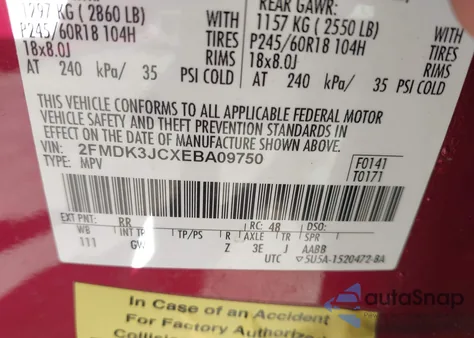 1297 KG ( 2860 LB) REAR GAWR:
P245/60R18 104H TIRES 1157 KG ( 2550 LB)
18x8.0J RIMS P245/60R18 104H TIRES
AT 240 kPa/ 35 PSI COLD 18x8.0J RIMS
AT 240 kPa/ 35 PSI COLD
THIS VEHICLE CONFORMS TO ALL APPLICABLE FEDERAL MOTOR
VEHICLE SAFETY AND THEFT PREVENTION STANDARDS IN
EFFECT ON THE DATE OF MANUFACTURE SHOWN ABOVE.
VIN: 2FMDK3JCXEBA09750
TYPE: MPV
F0141
T0171
EXT PNT: RR RC: 48 DSO:
WB INT TR TP/PS R AXLE TR SPR
111 GW Z 3E J AABB
UTC 5U5A-1520472-BA
autoSnap
In Case of an Accident
For Factory Authorized